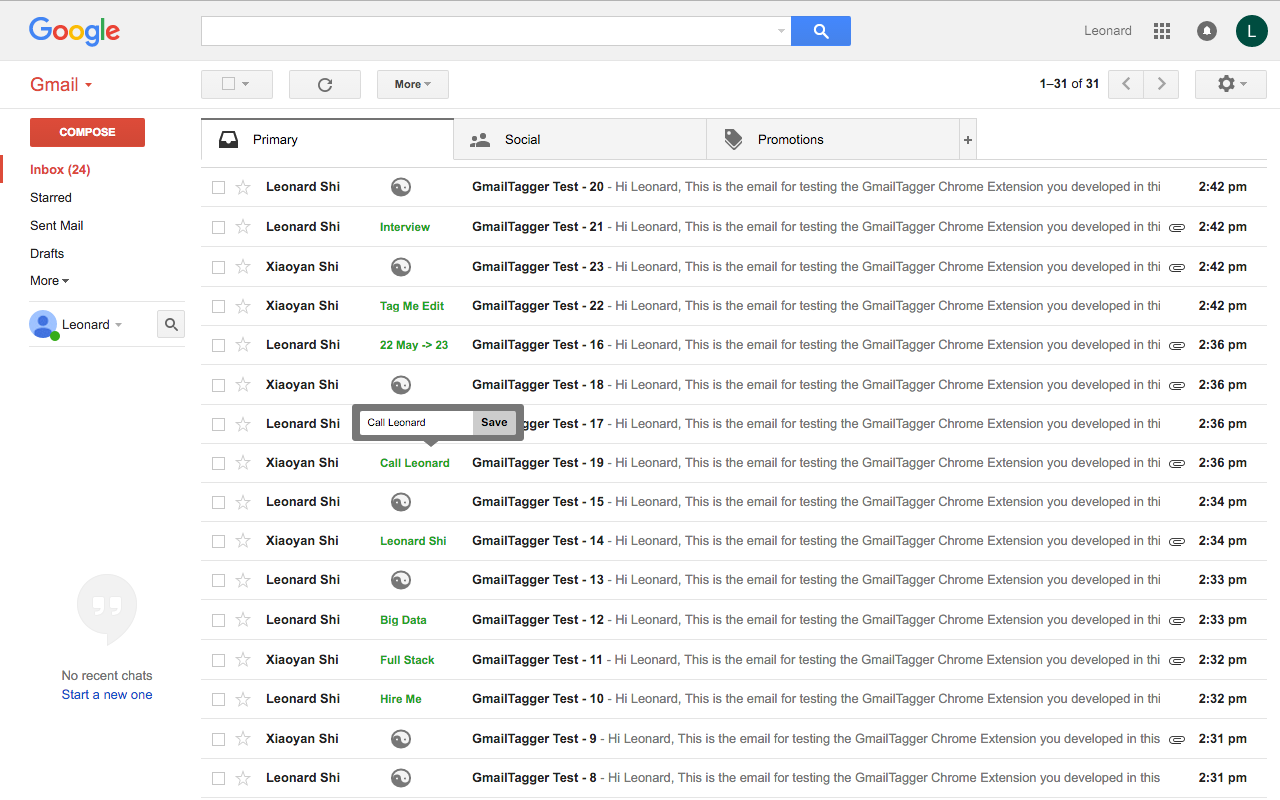 Google
Leonard
L
Gmail
More
1–31 of 31
COMPOSE
Inbox (24)
Starred
Sent Mail
Drafts
More
Leonard
No recent chats
Start a new one
Primary Social Promotions +
Leonard Shi GmailTagger Test - 20 - Hi Leonard, This is the email for testing the GmailTagger Chrome Extension you developed in thi 2:42 pm
Leonard Shi Interview GmailTagger Test - 21 - Hi Leonard, This is the email for testing the GmailTagger Chrome Extension you developed in thi 2:42 pm
Xiaoyan Shi GmailTagger Test - 23 - Hi Leonard, This is the email for testing the GmailTagger Chrome Extension you developed in thi 2:42 pm
Xiaoyan Shi Tag Me Edit GmailTagger Test - 22 - Hi Leonard, This is the email for testing the GmailTagger Chrome Extension you developed in thi 2:42 pm
Leonard Shi 22 May -> 23 GmailTagger Test - 16 - Hi Leonard, This is the email for testing the GmailTagger Chrome Extension you developed in thi 2:36 pm
Xiaoyan Shi GmailTagger Test - 18 - Hi Leonard, This is the email for testing the GmailTagger Chrome Extension you developed in thi 2:36 pm
Call Leonard Save
Leonard Shi gger Test - 17 - Hi Leonard, This is the email for testing the GmailTagger Chrome Extension you developed in thi 2:36 pm
Xiaoyan Shi Call Leonard GmailTagger Test - 19 - Hi Leonard, This is the email for testing the GmailTagger Chrome Extension you developed in thi 2:36 pm
Leonard Shi GmailTagger Test - 15 - Hi Leonard, This is the email for testing the GmailTagger Chrome Extension you developed in thi 2:34 pm
Xiaoyan Shi Leonard Shi GmailTagger Test - 14 - Hi Leonard, This is the email for testing the GmailTagger Chrome Extension you developed in thi 2:34 pm
Leonard Shi GmailTagger Test - 13 - Hi Leonard, This is the email for testing the GmailTagger Chrome Extension you developed in thi 2:33 pm
Leonard Shi Big Data GmailTagger Test - 12 - Hi Leonard, This is the email for testing the GmailTagger Chrome Extension you developed in thi 2:33 pm
Xiaoyan Shi Full Stack GmailTagger Test - 11 - Hi Leonard, This is the email for testing the GmailTagger Chrome Extension you developed in thi 2:32 pm
Leonard Shi Hire Me GmailTagger Test - 10 - Hi Leonard, This is the email for testing the GmailTagger Chrome Extension you developed in thi 2:32 pm
Xiaoyan Shi GmailTagger Test - 9 - Hi Leonard, This is the email for testing the GmailTagger Chrome Extension you developed in this 2:31 pm
Leonard Shi GmailTagger Test - 8 - Hi Leonard, This is the email for testing the GmailTagger Chrome Extension you developed in this 2:31 pm